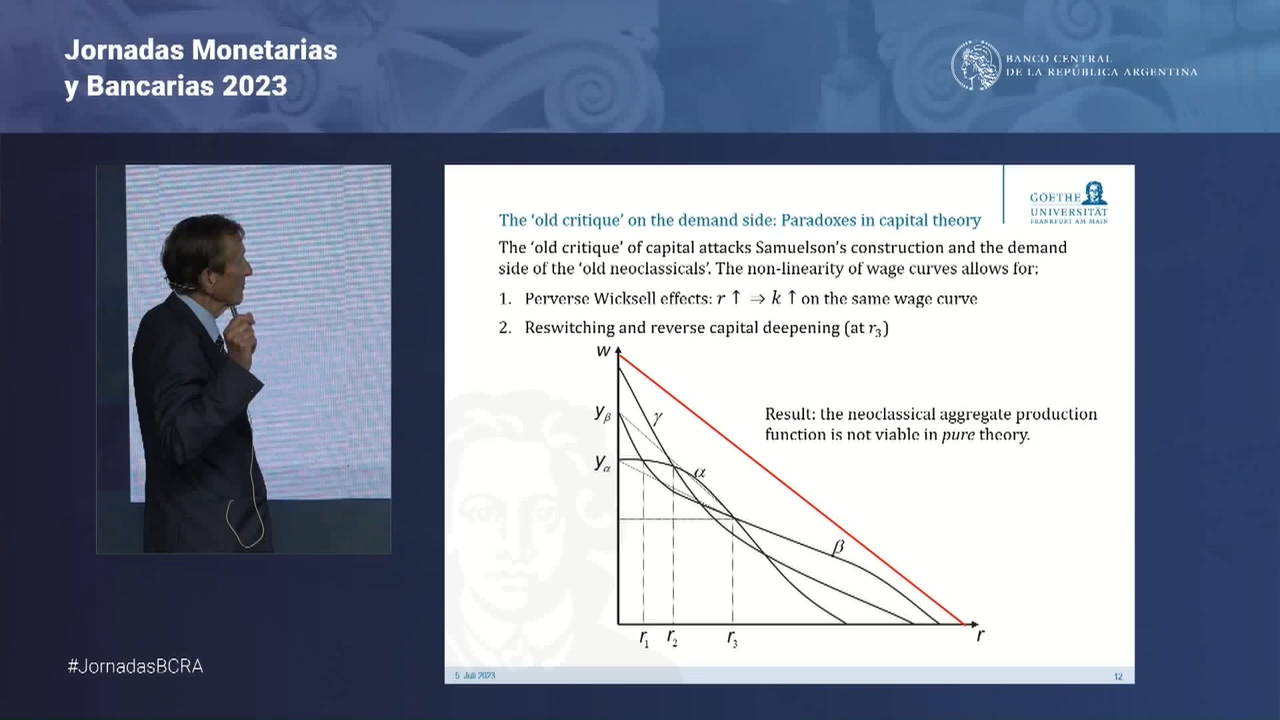 Jornadas Monetarias
y Bancarias 2023
BANCO CENTRAL
DE LA REPÚBLICA ARGENTINA
GOETHE
UNIVERSITÄT
FRANKFURT AM MAIN
The ‘old critique’ on the demand side: Paradoxes in capital theory
The ‘old critique’ of capital attacks Samuelson’s construction and the demand
side of the ‘old neoclassicals’. The non-linearity of wage curves allows for:
1. Perverse Wicksell effects: r ↑ ⇒ k ↑ on the same wage curve
2. Reswitching and reverse capital deepening (at r₃)
w
yβ
γ
Result: the neoclassical aggregate production
function is not viable in pure theory.
yα
α
β
r₁ r₂ r₃ r
#JornadasBCRA
5 Juli 2023
12